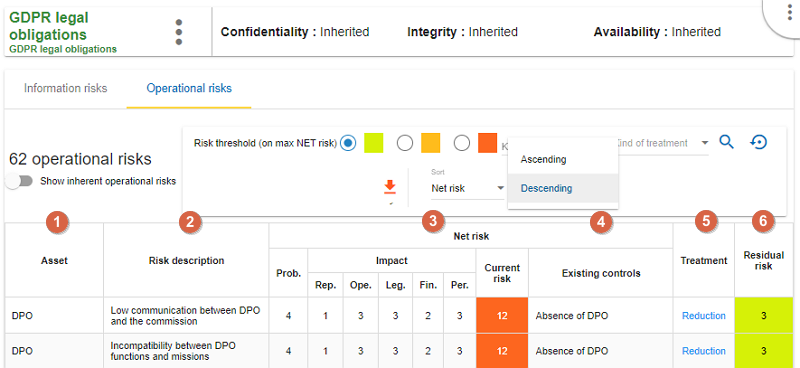 GDPR legal
obligations
GDPR legal obligations
Confidentiality : Inherited
Integrity : Inherited
Availability : Inherited
Information risks
Operational risks
62 operational risks
Show inherent operational risks
Risk threshold (on max NET risk)
Kind of treatment
Sort
Net risk
Ascending
Descending
1 2 3 4 5 6
Asset
Risk description
Net risk
Prob.
Impact
Rep. Ope. Leg. Fin. Per.
Current
risk
Existing controls
Treatment
Residual
risk
DPO
Low communication between DPO
and the commission
4 1 3 3 2 3 12 Absence of DPO Reduction 3
DPO
Incompatibility between DPO
functions and missions
4 1 3 3 2 3 12 Absence of DPO Reduction 3